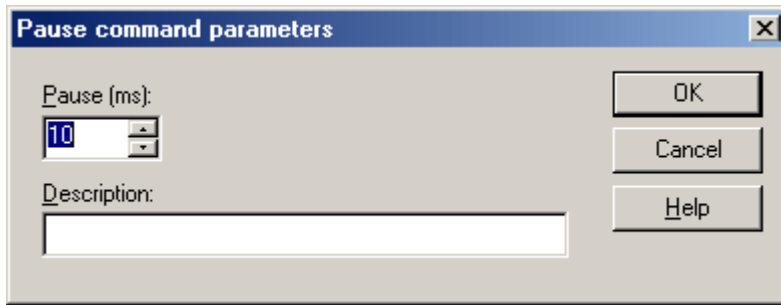 Pause command parameters
Pause (ms):
10
OK
Cancel
Description:
Help